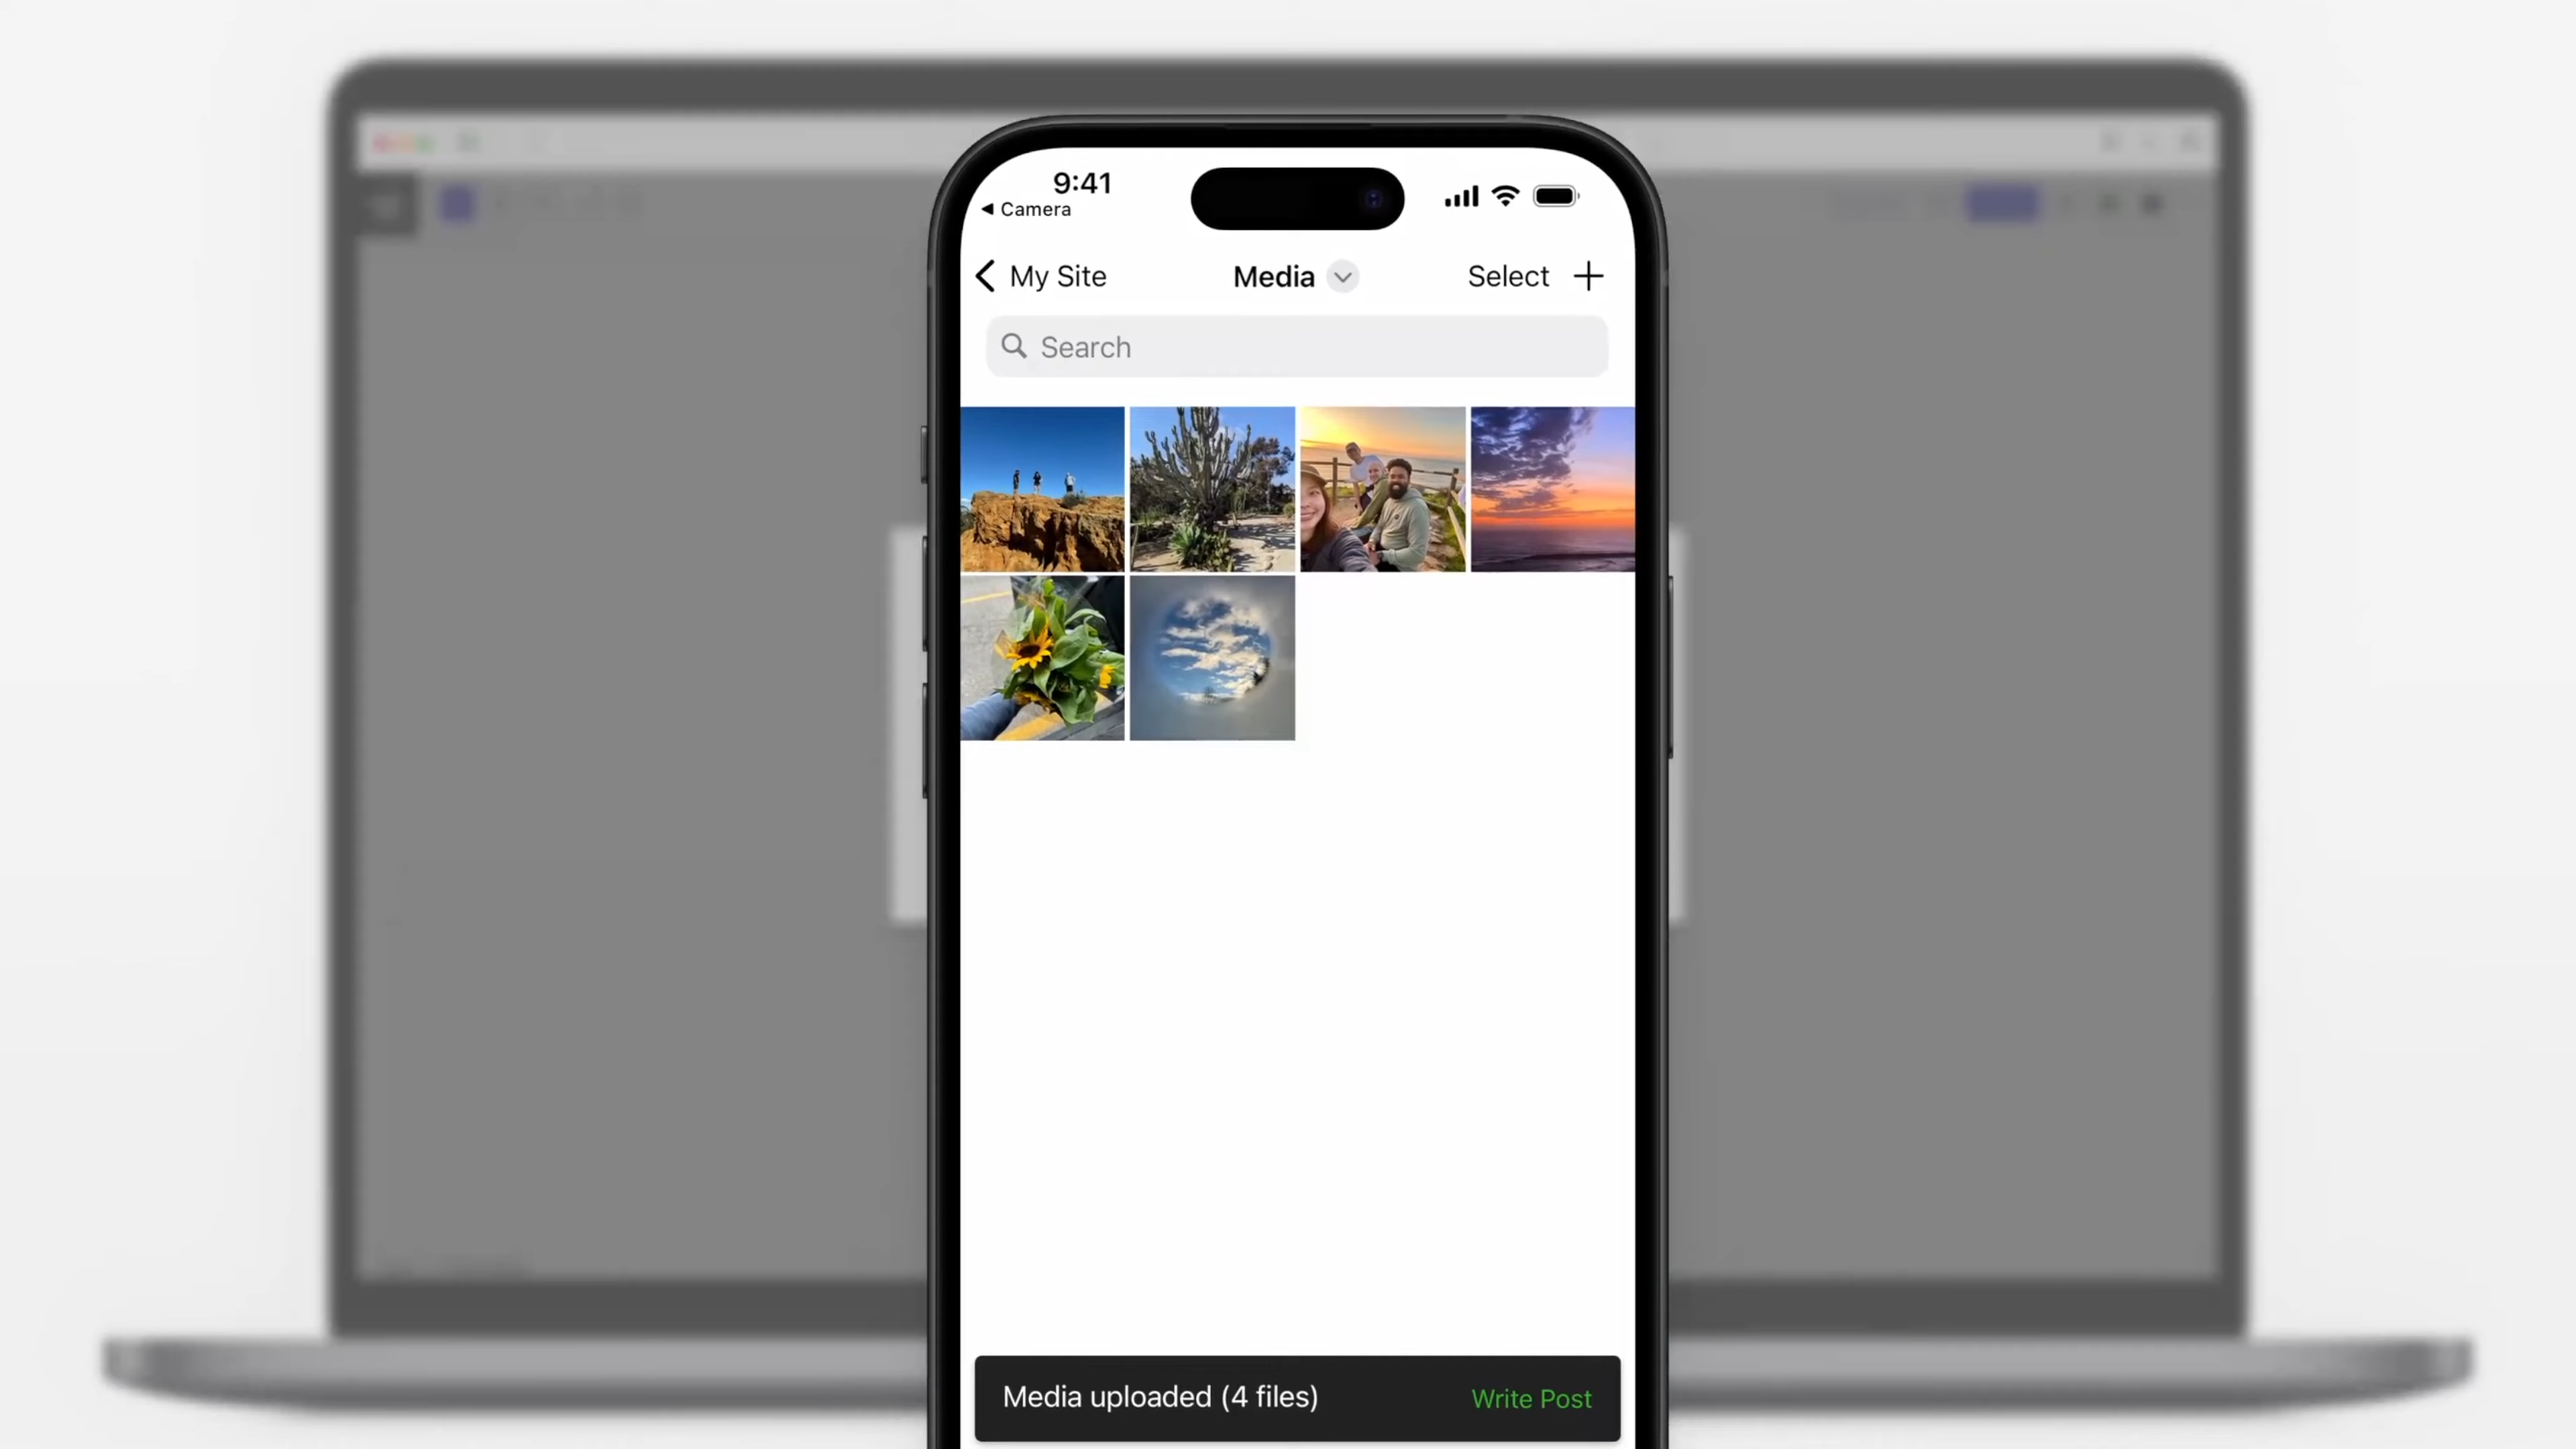 9:41
◀ Camera
My Site
Media
Select
Search
Media uploaded (4 files)
Write Post